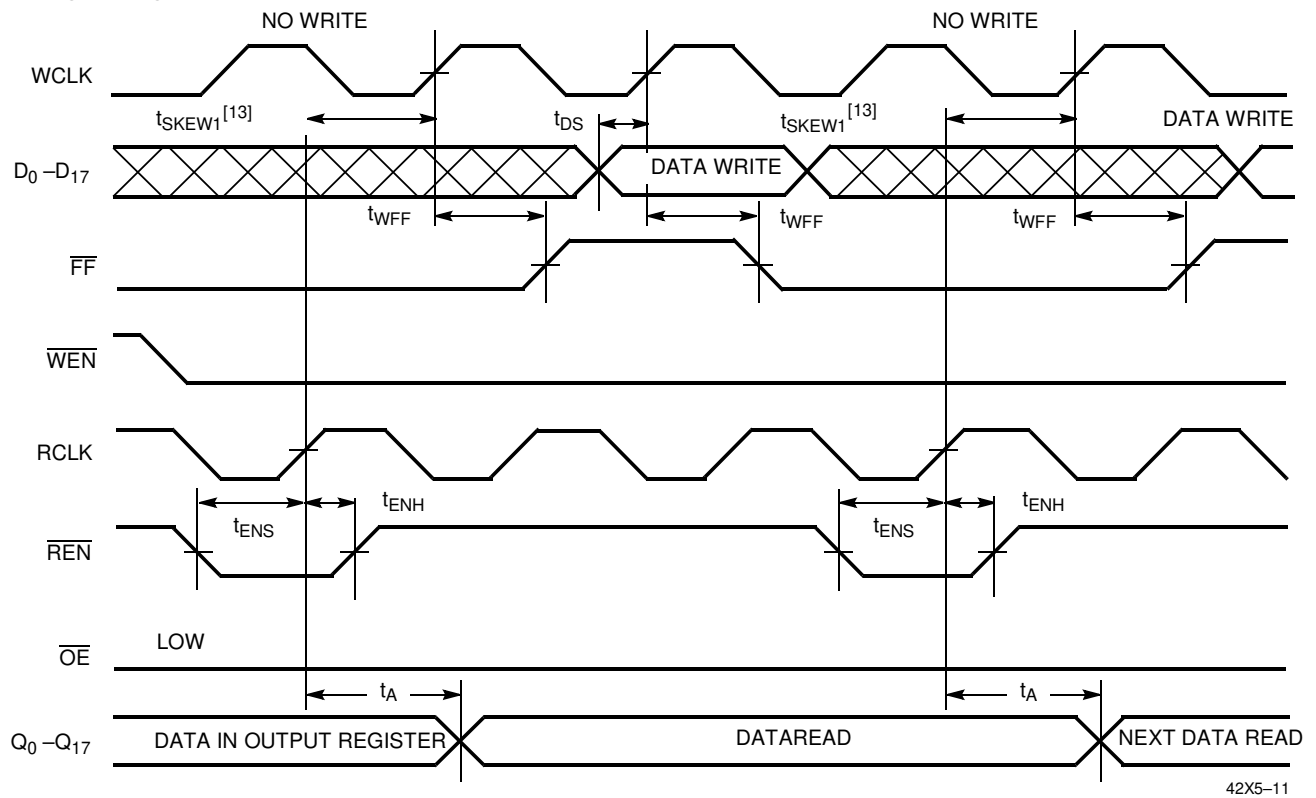 NO WRITE NO WRITE
WCLK
tSKEW1[13] tDS tSKEW1[13] DATA WRITE
D0 –D17 DATA WRITE
tWFF tWFF tWFF
FF
WEN
RCLK
tENS tENH tENS tENH
REN
LOW
OE
tA tA
Q0 –Q17 DATA IN OUTPUT REGISTER DATAREAD NEXT DATA READ
42X5–11